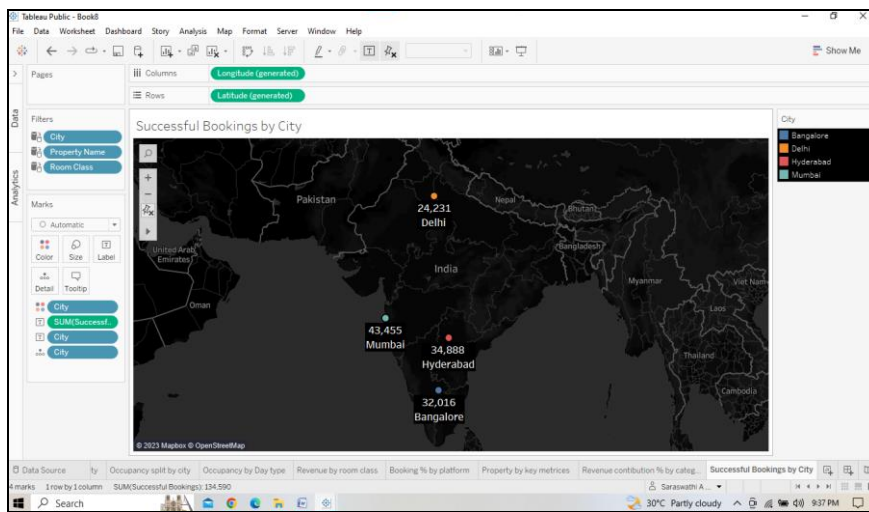 Tableau Public - Book8
File Data Worksheet Dashboard Story Analysis Map Format Server Window Help
Show Me
Pages
Columns
Longitude (generated)
Rows
Latitude (generated)
Data
Analytics
Filters
City
Property Name
Room Class
Marks
Automatic
Color Size Label
Detail Tooltip
City
SUM(Successf..
City
City
Successful Bookings by City
Pakistan
Nepal
Bhutan
24,231
Delhi
United Arab
Emirates
Bangladesh
India
Myanmar
Viet Nam
Oman
Laos
43,455
Mumbai
34,888
Hyderabad
Thailand
Cambodia
32,016
Bangalore
© 2023 Mapbox © OpenStreetMap
City
Bangalore
Delhi
Hyderabad
Mumbai
Data Source ty Occupancy split by city Occupancy by Day type Revenue by room class Booking % by platform Property by key metrices Revenue contibution % by categ... Successful Bookings by City
4 marks 1 row by 1 column SUM(Successful Bookings): 134,590 Saraswathi A...
Search 30°C Partly cloudy 9:37 PM